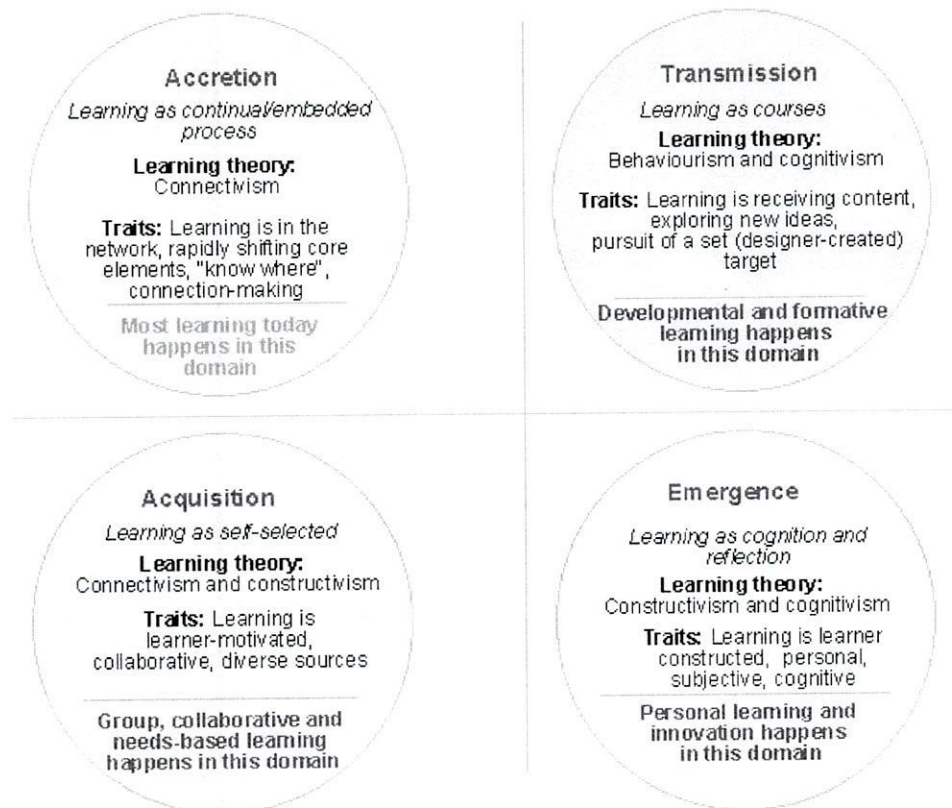 Accretion
Learning as continual/embedded
process
Learning theory:
Connectivism
Traits: Learning is in the
network, rapidly shifting core
elements, "know where",
connection-making
Most learning today
happens in this
domain
Transmission
Learning as courses
Learning theory:
Behaviourism and cognitivism
Traits: Learning is receiving content,
exploring new ideas,
pursuit of a set (designer-created)
target
Developmental and formative
learning happens
in this domain
Acquisition
Learning as self-selected
Learning theory:
Connectivism and constructivism
Traits: Learning is
learner-motivated,
collaborative, diverse sources
Group, collaborative and
needs-based learning
happens in this domain
Emergence
Learning as cognition and
reflection
Learning theory:
Constructivism and cognitivism
Traits: Learning is learner
constructed, personal,
subjective, cognitive
Personal learning and
innovation happens
in this domain